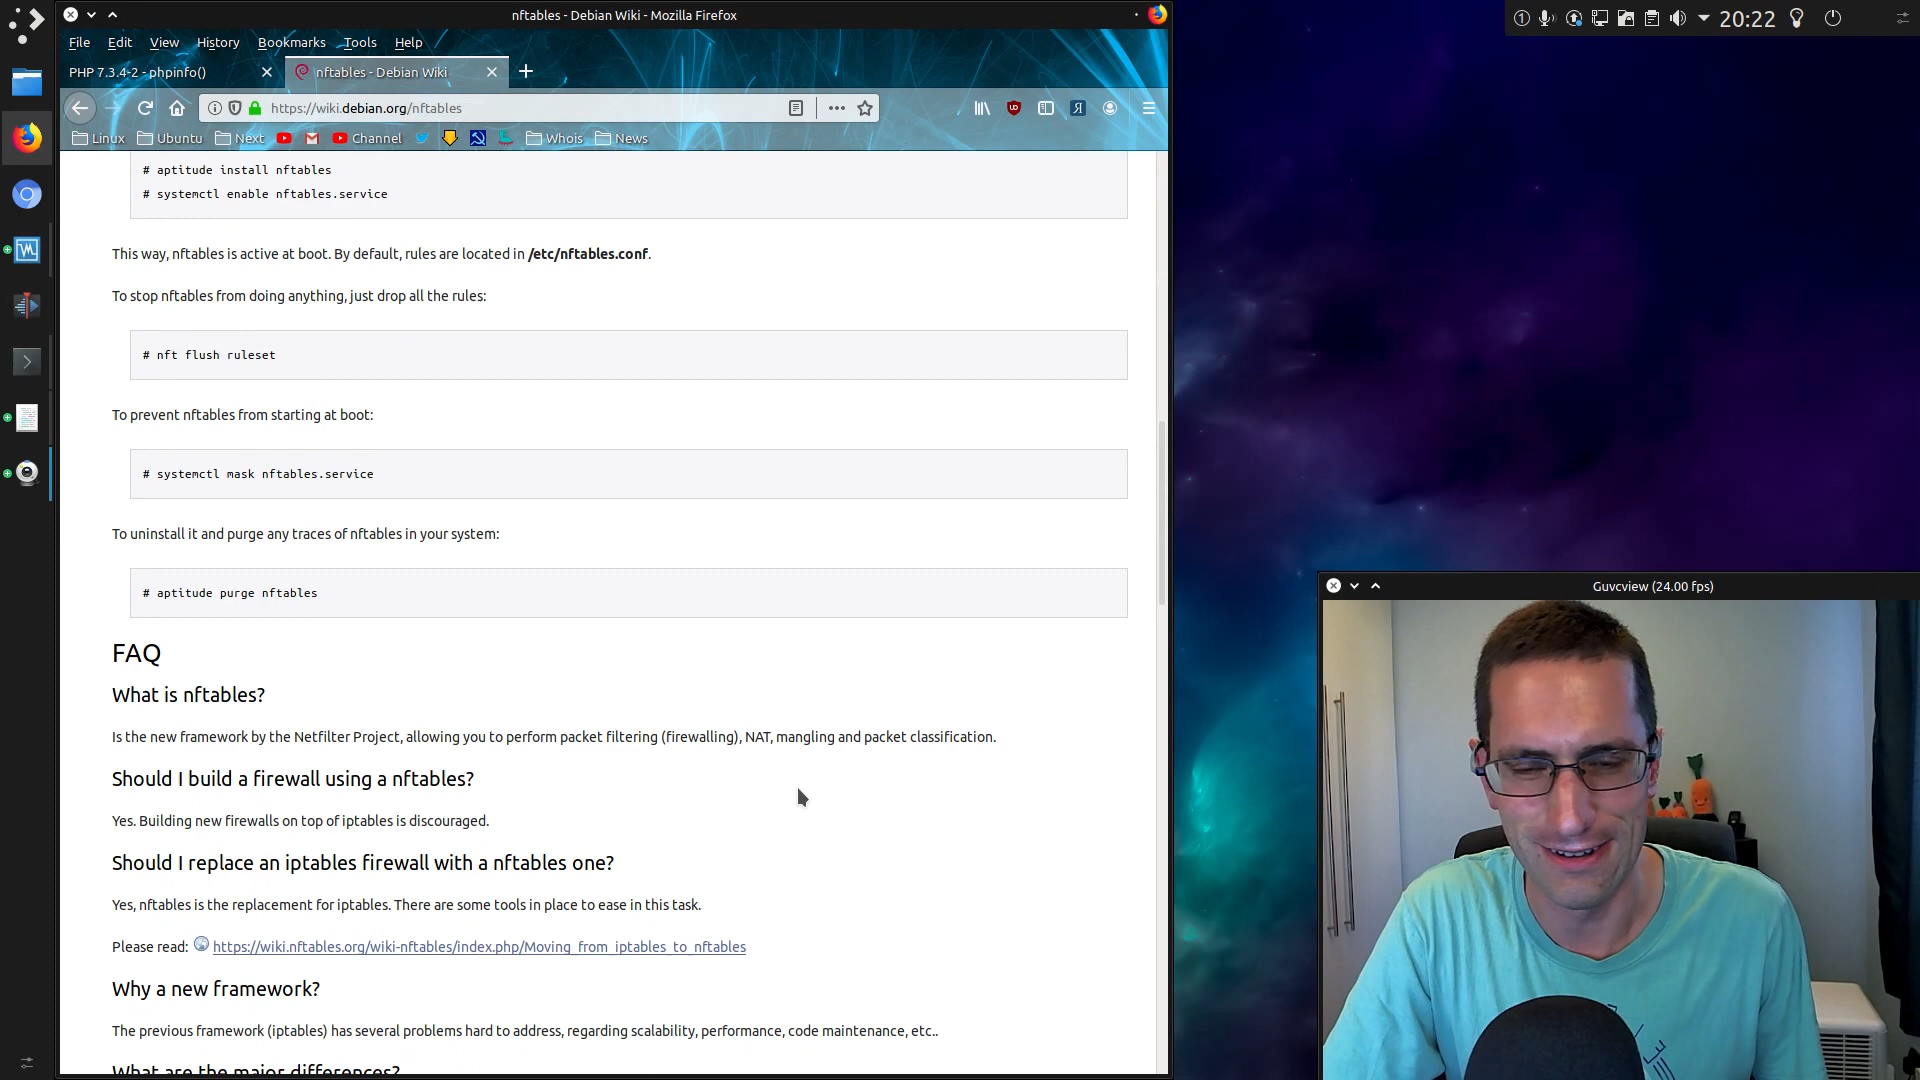 nftables - Debian Wiki - Mozilla Firefox
File Edit View History Bookmarks Tools Help
PHP 7.3.4-2 - phpinfo()
nftables - Debian Wiki
https://wiki.debian.org/nftables
Linux Ubuntu Next Channel Whois News
# aptitude install nftables
# systemctl enable nftables.service
This way, nftables is active at boot. By default, rules are located in /etc/nftables.conf.
To stop nftables from doing anything, just drop all the rules:
# nft flush ruleset
To prevent nftables from starting at boot:
# systemctl mask nftables.service
To uninstall it and purge any traces of nftables in your system:
# aptitude purge nftables
FAQ
What is nftables?
Is the new framework by the Netfilter Project, allowing you to perform packet filtering (firewalling), NAT, mangling and packet classification.
Should I build a firewall using a nftables?
Yes. Building new firewalls on top of iptables is discouraged.
Should I replace an iptables firewall with a nftables one?
Yes, nftables is the replacement for iptables. There are some tools in place to ease in this task.
Please read: https://wiki.nftables.org/wiki-nftables/index.php/Moving_from_iptables_to_nftables
Why a new framework?
The previous framework (iptables) has several problems hard to address, regarding scalability, performance, code maintenance, etc..
What are the major differences?
20:22
Guvcview (24.00 fps)